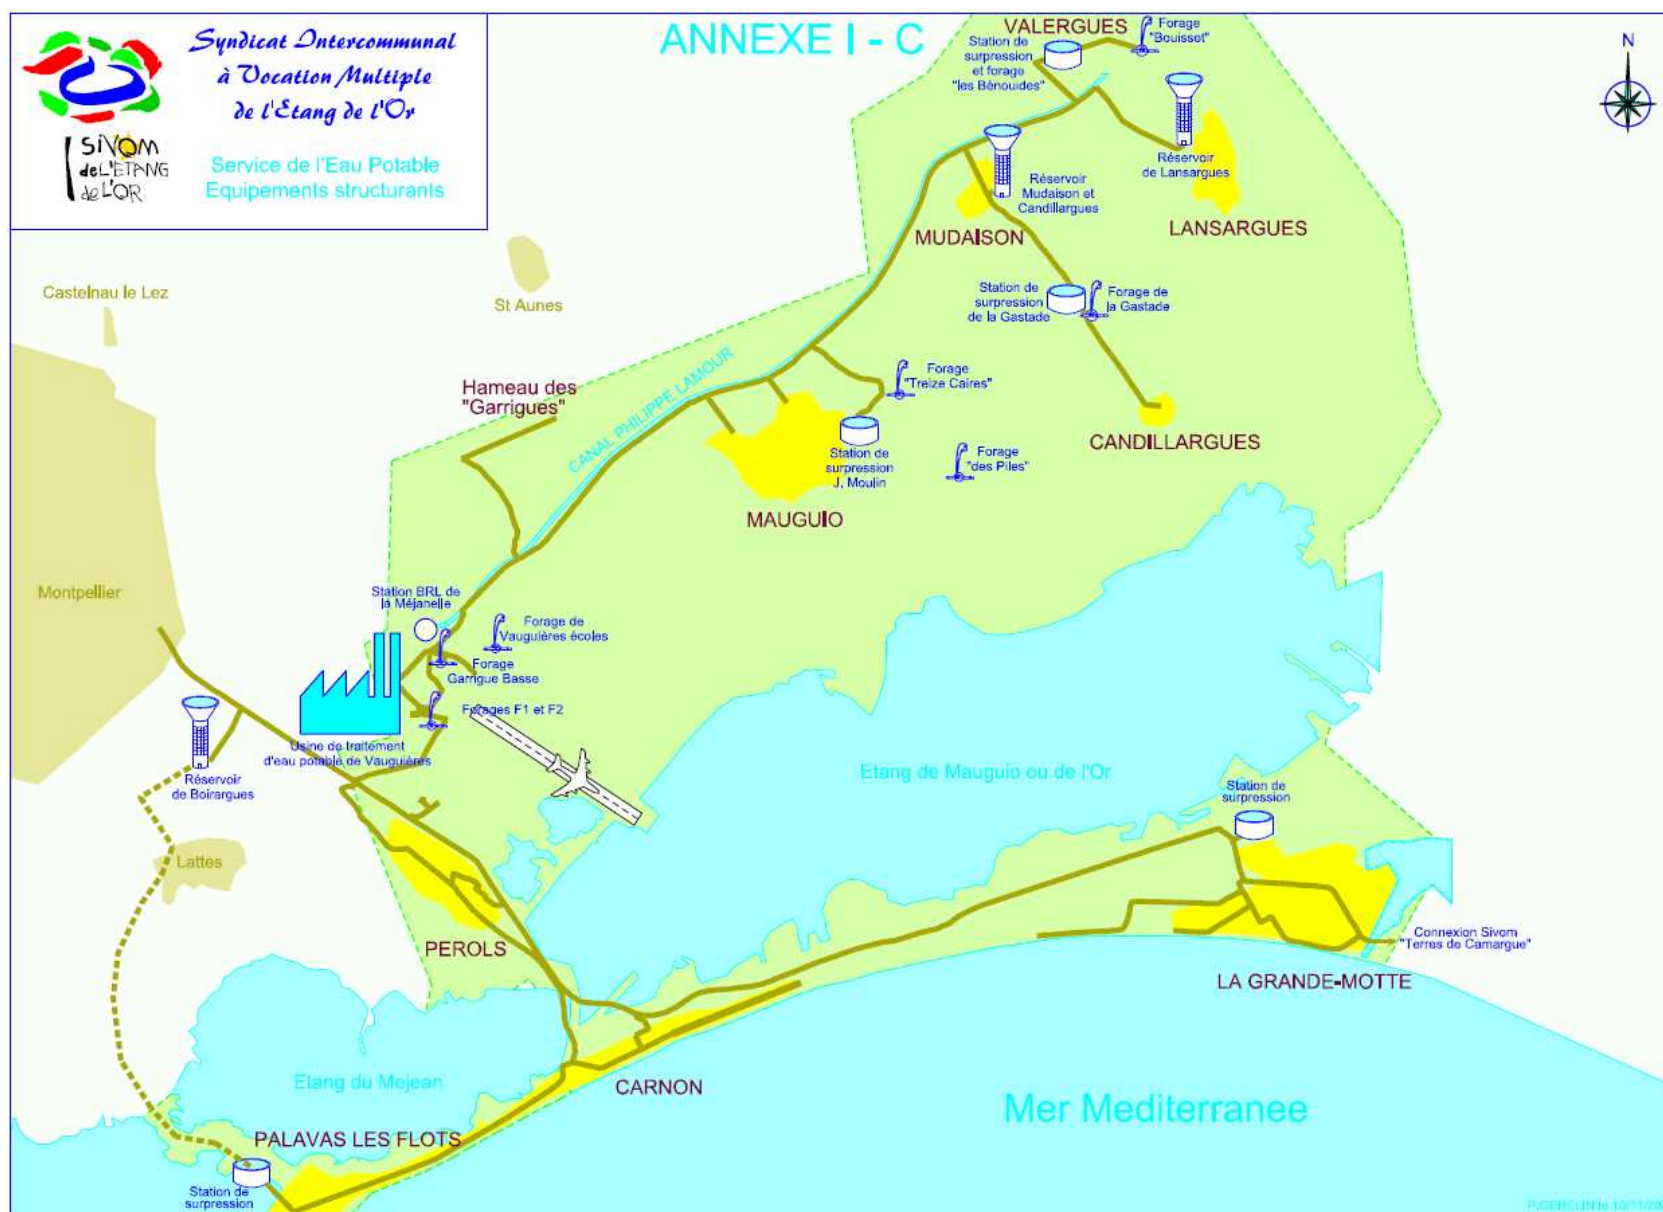 Syndicat Intercommunal
à Vocation Multiple
de l'Etang de l'Or
SiVOM
de L'ETANG
de L'OR
Service de l'Eau Potable
Equipements structurants
ANNEXE I - C
N
VALERGUES
Forage
"Bouisset"
Station de
surpression
et forage
"les Bénouides"
Réservoir
de Lansargues
Réservoir
Mudaison et
Candillargues
LANSARGUES
MUDAISON
Castelnau le Lez
St Aunes
Station de
surpression
de la Gastade
Forage de
la Gastade
CANAL PHILIPPE LAMOUR
Hameau des
"Garrigues"
Forage
"Treize Caires"
CANDILLARGUES
Station de
surpression
J. Moulin
Forage
"des Piles"
MAUGUIO
Montpellier
Station BRL de
la Méjanelle
Forage de
Vauguières écoles
Forage
Garrigue Basse
Forages F1 et F2
Usine de traitement
d'eau potable de Vauguières
Réservoir
de Boirargues
Etang de Mauguio ou de l'Or
Station de
surpression
Lattes
PEROLS
Connexion Sivom
"Terres de Camargue"
LA GRANDE-MOTTE
Etang du Mejean
CARNON
Mer Mediterranee
PALAVAS LES FLOTS
Station de
surpression